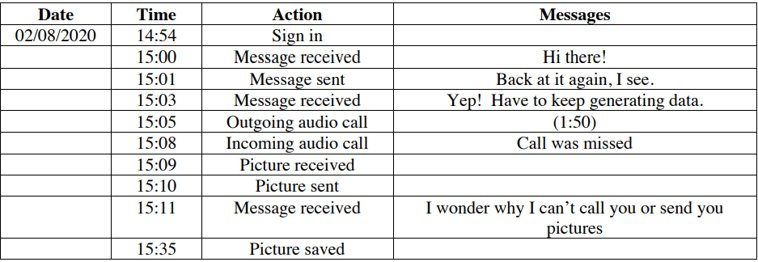 Date Time Action Messages
02/08/2020 14:54 Sign in
15:00 Message received Hi there!
15:01 Message sent Back at it again, I see.
15:03 Message received Yep!  Have to keep generating data.
15:05 Outgoing audio call (1:50)
15:08 Incoming audio call Call was missed
15:09 Picture received
15:10 Picture sent
15:11 Message received I wonder why I can’t call you or send you
pictures
15:35 Picture saved